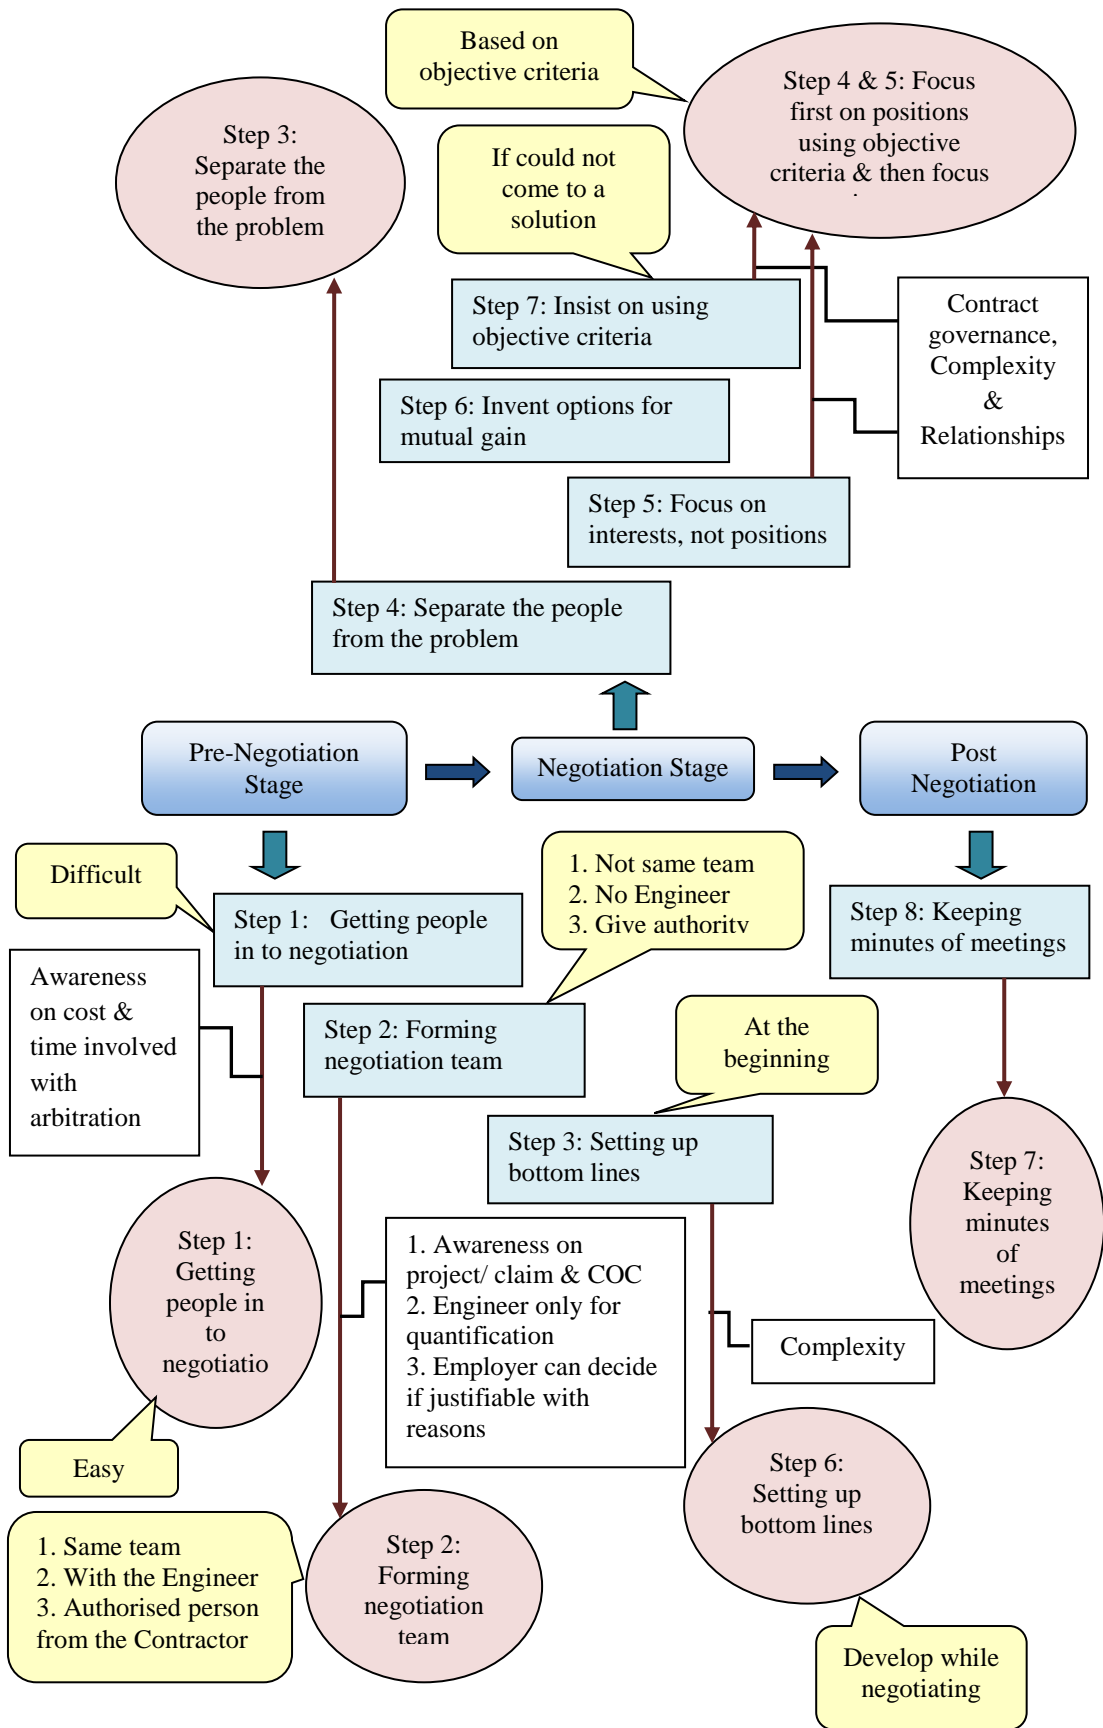 Based on
objective criteria
Step 4 & 5: Focus
first on positions
using objective
criteria & then focus
Step 3:
Separate the
people from
the problem
If could not
come to a
solution
Step 7: Insist on using
objective criteria
Contract
governance,
Complexity
&
Relationships
Step 6: Invent options for
mutual gain
Step 5: Focus on
interests, not positions
Step 4: Separate the people
from the problem
Pre-Negotiation
Stage
Negotiation Stage
Post
Negotiation
Difficult
1. Not same team
2. No Engineer
3. Give authority
Step 1:   Getting people
in to negotiation
Step 8: Keeping
minutes of meetings
Awareness
on cost &
time involved
with
arbitration
Step 2: Forming
negotiation team
At the
beginning
Step 3: Setting up
bottom lines
Step 7:
Keeping
minutes
of
meetings
Step 1:
Getting
people in
to
negotiatio
1. Awareness on
project/ claim & COC
2. Engineer only for
quantification
3. Employer can decide
if justifiable with
reasons
Complexity
Easy
Step 6:
Setting up
bottom lines
1. Same team
2. With the Engineer
3. Authorised person
from the Contractor
Step 2:
Forming
negotiation
team
Develop while
negotiating